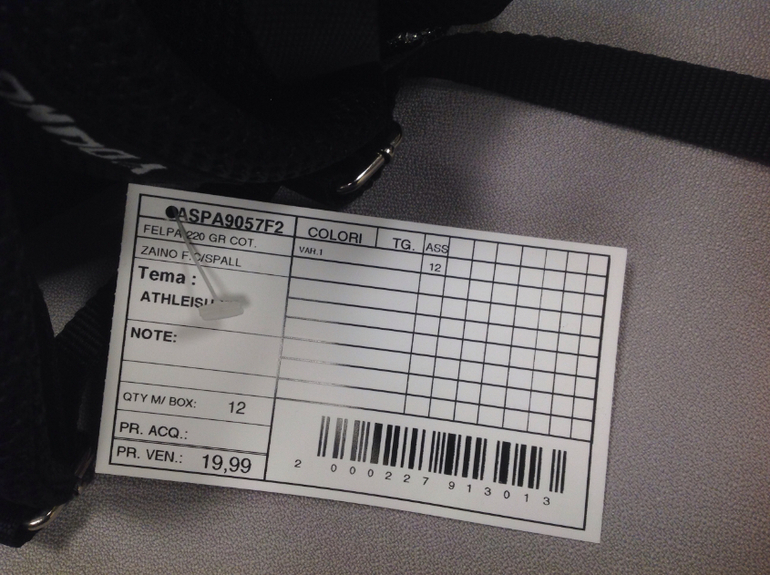 ASPA9057F2
FELPA 220 GR COT.
ZAINO F. C/SPALL
Tema :
NOTE:
QTY M/ BOX: 12
PR. ACQ.:
PR. VEN.: 19,99
COLORI TG. ASS
VAR.1 12
2 000227 913013